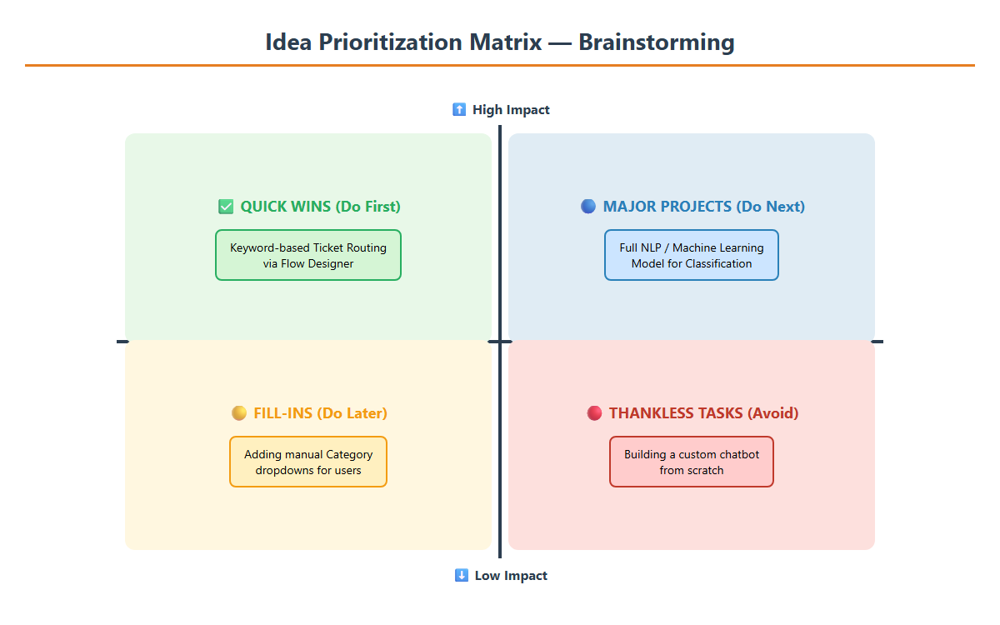 Idea Prioritization Matrix — Brainstorming
⬆️ High Impact
✅ QUICK WINS (Do First)
Keyword-based Ticket Routing
via Flow Designer
🔵 MAJOR PROJECTS (Do Next)
Full NLP / Machine Learning
Model for Classification
🟡 FILL-INS (Do Later)
Adding manual Category
dropdowns for users
🔴 THANKLESS TASKS (Avoid)
Building a custom chatbot
from scratch
⬇️ Low Impact